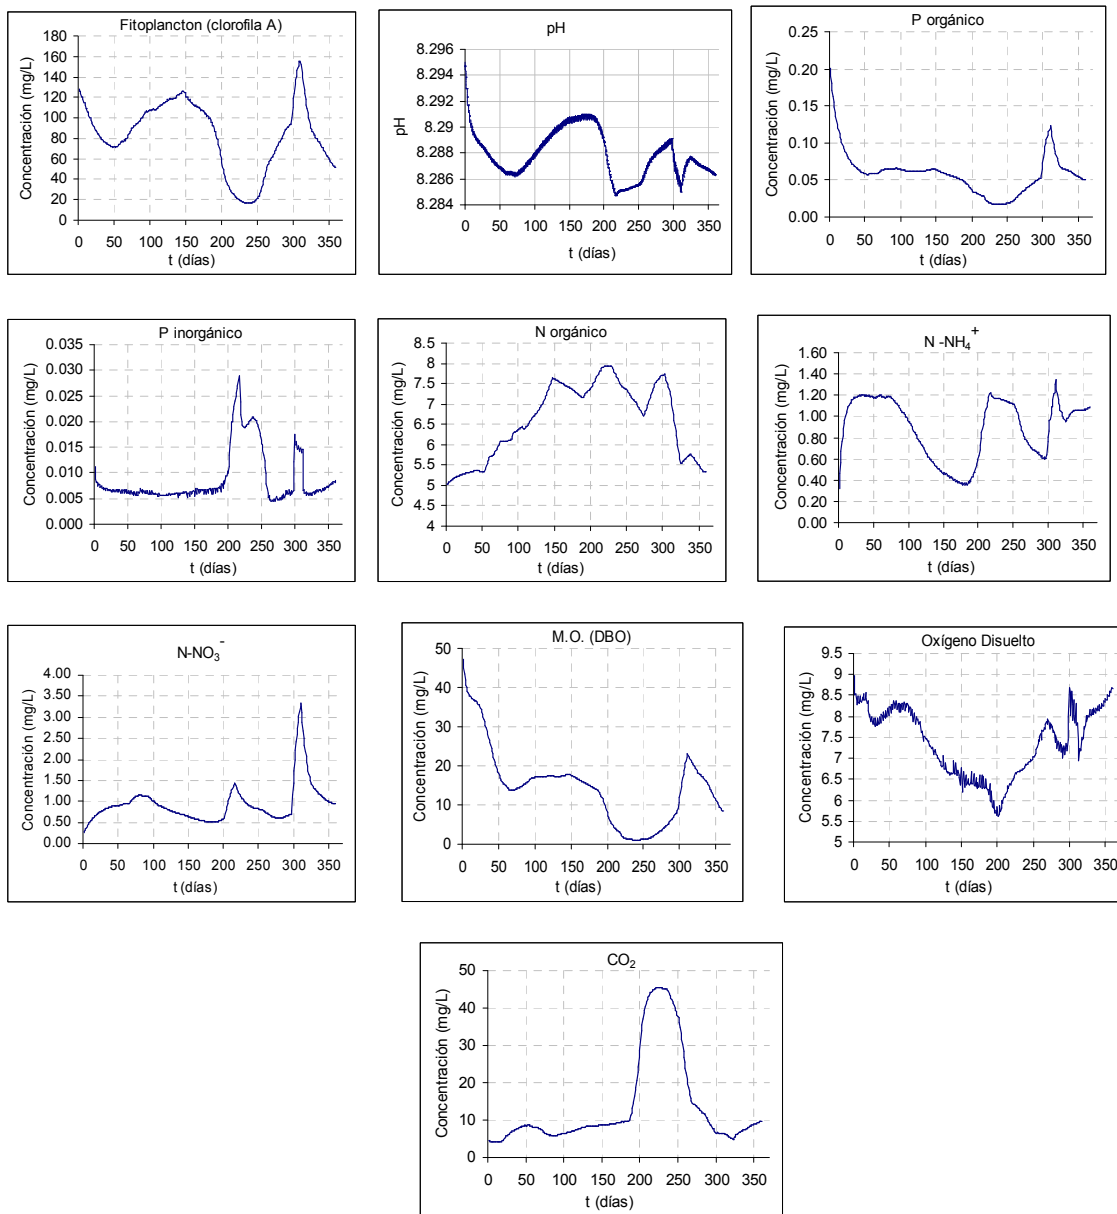 Fitoplancton (clorofila A)
Concentración (mg/L)
180
160
140
120
100
80
60
40
20
0
0 50 100 150 200 250 300 350
t (días)
pH
pH
8.296
8.294
8.292
8.29
8.288
8.286
8.284
0 50 100 150 200 250 300 350
t (días)
P orgánico
Concentración (mg/L)
0.25
0.20
0.15
0.10
0.05
0.00
0 50 100 150 200 250 300 350
t (días)
P inorgánico
Concentración (mg/L)
0.035
0.030
0.025
0.020
0.015
0.010
0.005
0.000
0 50 100 150 200 250 300 350
t (días)
N orgánico
Concentración (mg/L)
8.5
8
7.5
7
6.5
6
5.5
5
4.5
4
0 50 100 150 200 250 300 350
t (días)
N -NH₄⁺
Concentración (mg/L)
1.60
1.40
1.20
1.00
0.80
0.60
0.40
0.20
0.00
0 50 100 150 200 250 300 350
t (días)
N-NO₃⁻
Concentración (mg/L)
4.00
3.50
3.00
2.50
2.00
1.50
1.00
0.50
0.00
0 50 100 150 200 250 300 350
t (días)
M.O. (DBO)
Concentración (mg/L)
50
40
30
20
10
0
0 50 100 150 200 250 300 350
t (días)
Oxígeno Disuelto
Concentración (mg/L)
9.5
9
8.5
8
7.5
7
6.5
6
5.5
5
0 50 100 150 200 250 300 350
t (días)
CO₂
Concentración (mg/L)
50
40
30
20
10
0
0 50 100 150 200 250 300 350
t (días)